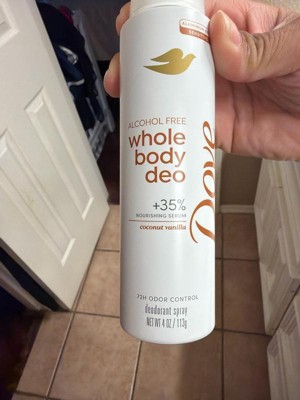 ALCOHOL FREE
whole
body
deo
+35%
NOURISHING SERUM
coconut vanilla
Dove
72H ODOR CONTROL
deodorant spray
NET WT 4 OZ / 113g